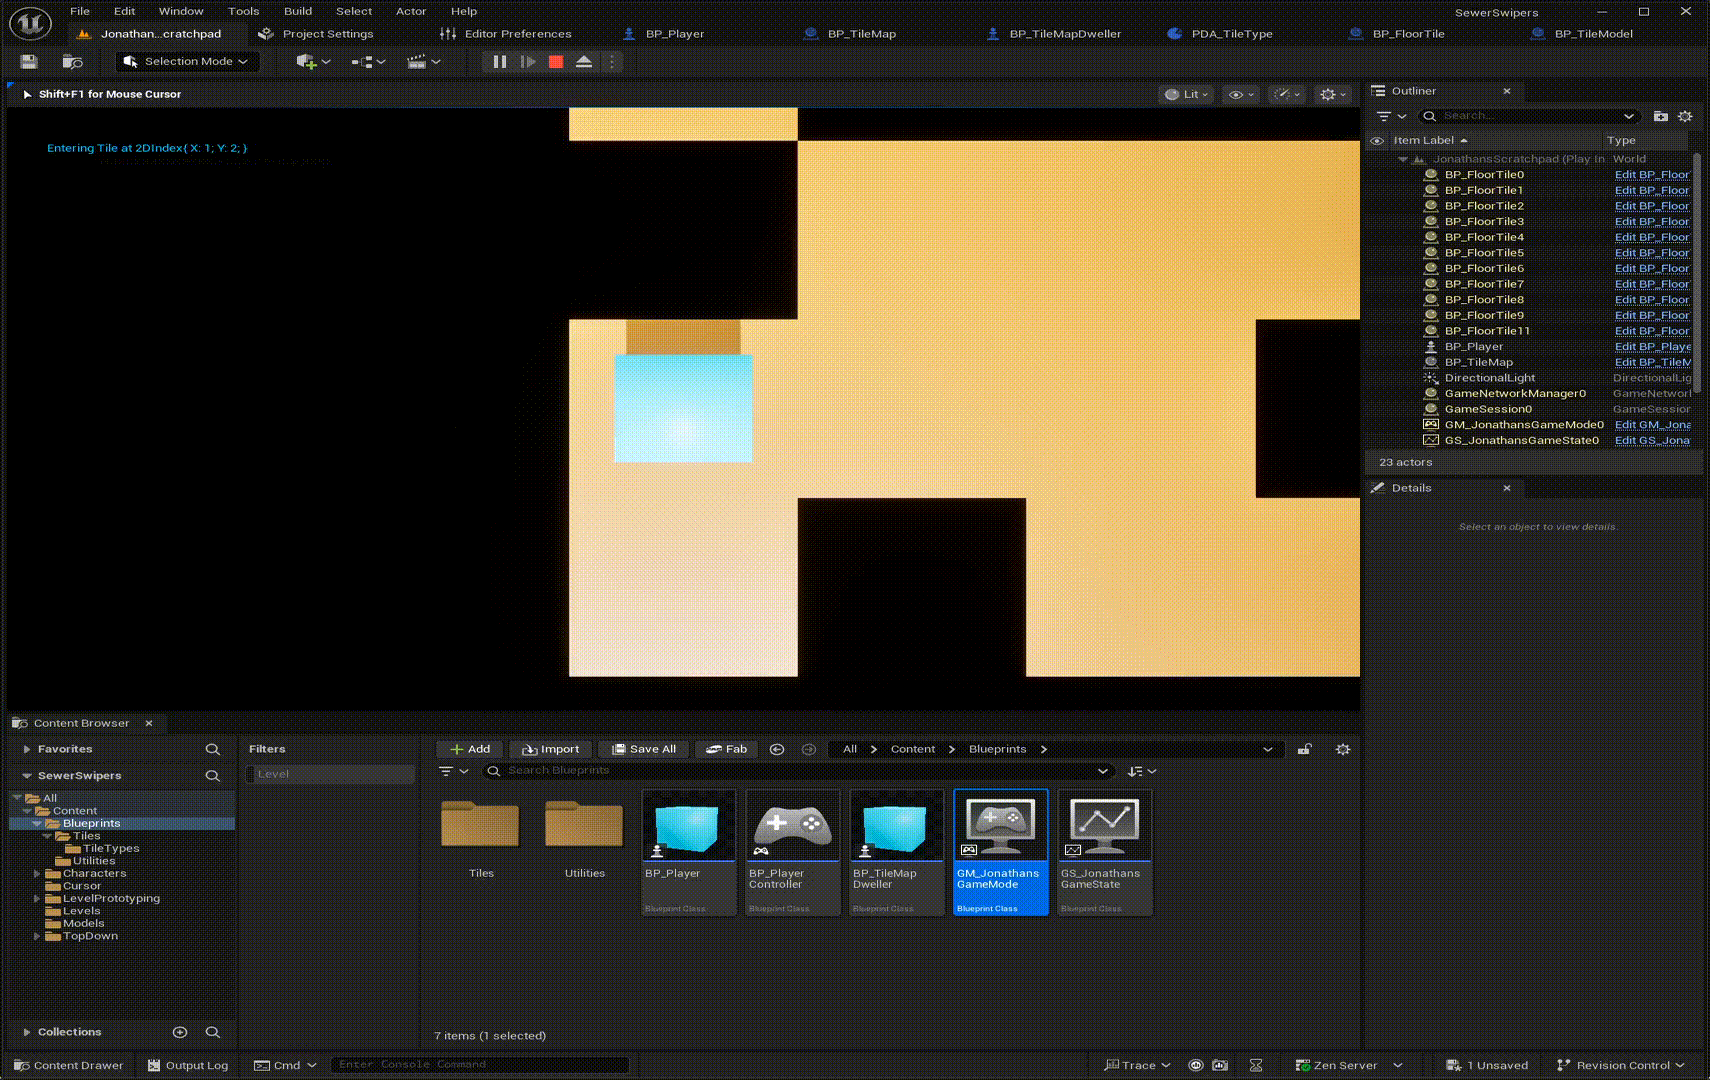 File Edit Window Tools Build Select Actor Help
SewerSwipers
Jonathan...cratchpad
Project Settings
Editor Preferences
BP_Player
BP_TileMap
BP_TileMapDweller
PDA_TileType
BP_FloorTile
BP_TileModel
Selection Mode
Shift+F1 for Mouse Cursor
Lit
Entering Tile at 2DIndex{ X: 1; Y: 2; }
Outliner
Search...
Item Label Type
JonathansScratchpad (Play In World
BP_FloorTile0 Edit BP_Floor
BP_FloorTile1 Edit BP_Floor
BP_FloorTile2 Edit BP_Floor
BP_FloorTile3 Edit BP_Floor
BP_FloorTile4 Edit BP_Floor
BP_FloorTile5 Edit BP_Floor
BP_FloorTile6 Edit BP_Floor
BP_FloorTile7 Edit BP_Floor
BP_FloorTile8 Edit BP_Floor
BP_FloorTile9 Edit BP_Floor
BP_FloorTile11 Edit BP_Floor
BP_Player Edit BP_Playe
BP_TileMap Edit BP_TileM
DirectionalLight DirectionalLig
GameNetworkManager0 GameNetwork
GameSession0 GameSession
GM_JonathansGameMode0 Edit GM_Jona
GS_JonathansGameState0 Edit GS_Jona
23 actors
Details
Select an object to view details.
Content Browser
Favorites
SewerSwipers
All
Content
Blueprints
Tiles
TileTypes
Utilities
Characters
Cursor
LevelPrototyping
Levels
Models
TopDown
Collections
Filters
Level
Add
Import
Save All
Fab
All > Content > Blueprints >
Search Blueprints
Tiles
Utilities
BP_Player
Blueprint Class
BP_Player
Controller
Blueprint Class
BP_TileMap
Dweller
Blueprint Class
GM_Jonathans
GameMode
Blueprint Class
GS_Jonathans
GameState
Blueprint Class
7 items (1 selected)
Content Drawer
Output Log
Cmd
Enter Console Command
Trace
Zen Server
1 Unsaved
Revision Control